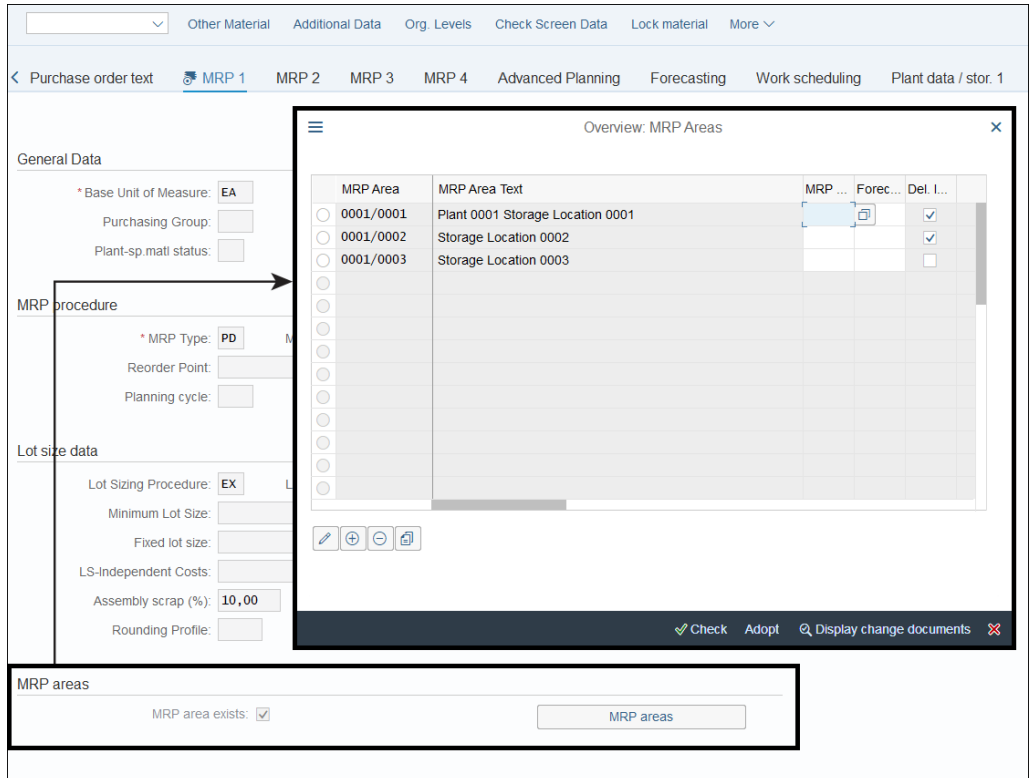 Other Material Additional Data Org. Levels Check Screen Data Lock material More
Purchase order text MRP 1 MRP 2 MRP 3 MRP 4 Advanced Planning Forecasting Work scheduling Plant data / stor. 1
General Data
* Base Unit of Measure: EA
Purchasing Group:
Plant-sp.matl status:
MRP procedure
* MRP Type: PD M
Reorder Point:
Planning cycle:
Lot size data
Lot Sizing Procedure: EX L
Minimum Lot Size:
Fixed lot size:
LS-Independent Costs:
Assembly scrap (%): 10,00
Rounding Profile:
Overview: MRP Areas
MRP Area MRP Area Text MRP ... Forec... Del. I...
0001/0001 Plant 0001 Storage Location 0001
0001/0002 Storage Location 0002
0001/0003 Storage Location 0003
Check Adopt Display change documents
MRP areas
MRP area exists: MRP areas